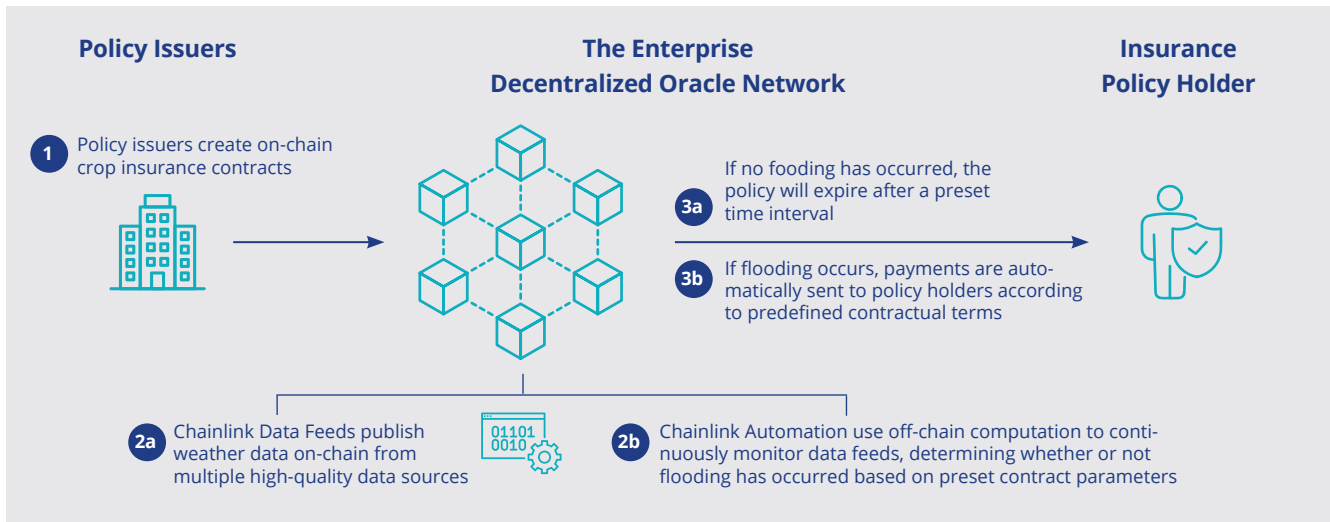 Policy Issuers
The Enterprise
Decentralized Oracle Network
Insurance
Policy Holder
1
Policy issuers create on-chain
crop insurance contracts
3a
If no fooding has occurred, the
policy will expire after a preset
time interval
3b
If flooding occurs, payments are auto-
matically sent to policy holders according
to predefined contractual terms
2a
Chainlink Data Feeds publish
weather data on-chain from
multiple high-quality data sources
01101
0010
2b
Chainlink Automation use off-chain computation to conti-
nuously monitor data feeds, determining whether or not
flooding has occurred based on preset contract parameters